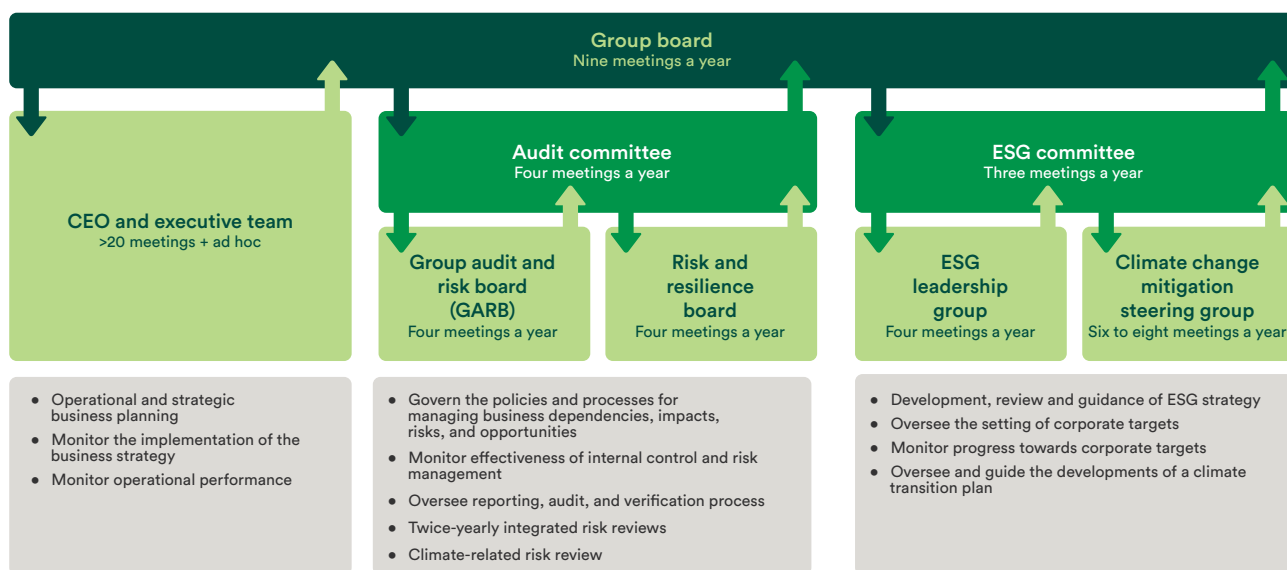 Group board
Nine meetings a year
CEO and executive team
>20 meetings + ad hoc
Audit committee
Four meetings a year
Group audit and
risk board
(GARB)
Four meetings a year
Risk and
resilience
board
Four meetings a year
ESG committee
Three meetings a year
ESG
leadership
group
Four meetings a year
Climate change
mitigation
steering group
Six to eight meetings a year
● Operational and strategic
business planning
● Monitor the implementation of the
business strategy
● Monitor operational performance
● Govern the policies and processes for
managing business dependencies, impacts,
risks, and opportunities
● Monitor effectiveness of internal control and risk
management
● Oversee reporting, audit, and verification process
● Twice-yearly integrated risk reviews
● Climate-related risk review
● Development, review and guidance of ESG strategy
● Oversee the setting of corporate targets
● Monitor progress towards corporate targets
● Oversee and guide the developments of a climate
transition plan